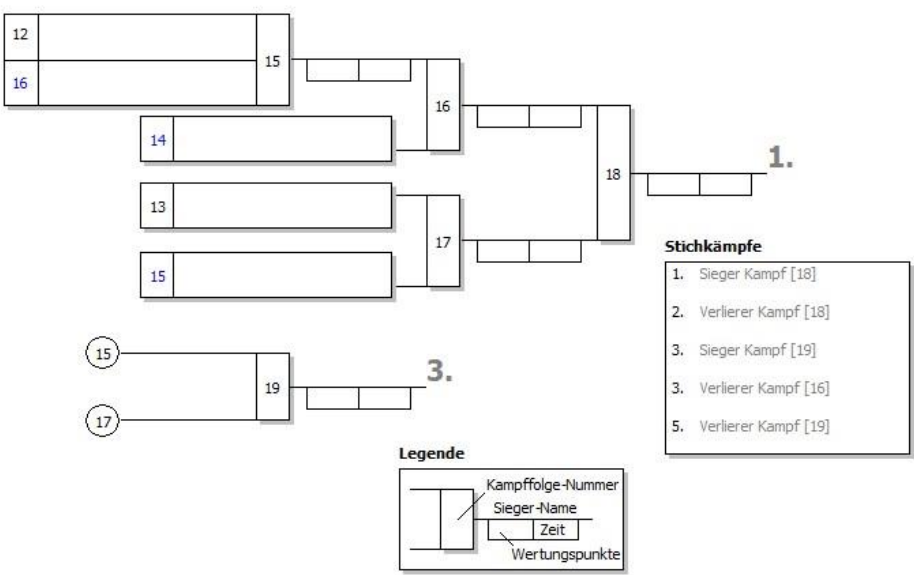 12
15
16
16
14
18
1.
13
17
15
Stichkämpfe
1. Sieger Kampf [18]
2. Verlierer Kampf [18]
3. Sieger Kampf [19]
3. Verlierer Kampf [16]
5. Verlierer Kampf [19]
15
19
3.
17
Legende
Kampffolge-Nummer
Sieger-Name
Zeit
Wertungspunkte